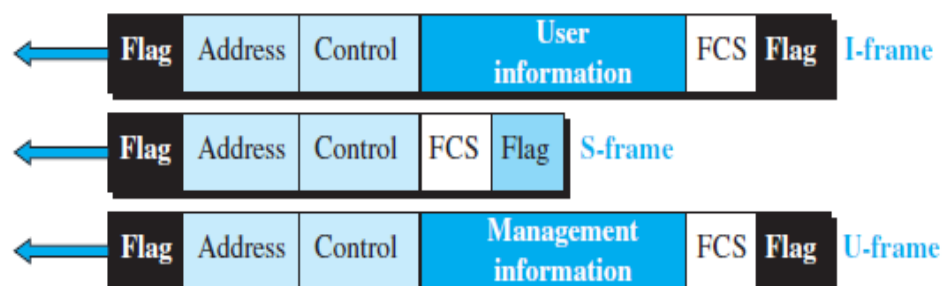 Flag Address Control User information FCS Flag I-frame
Flag Address Control FCS Flag S-frame
Flag Address Control Management information FCS Flag U-frame